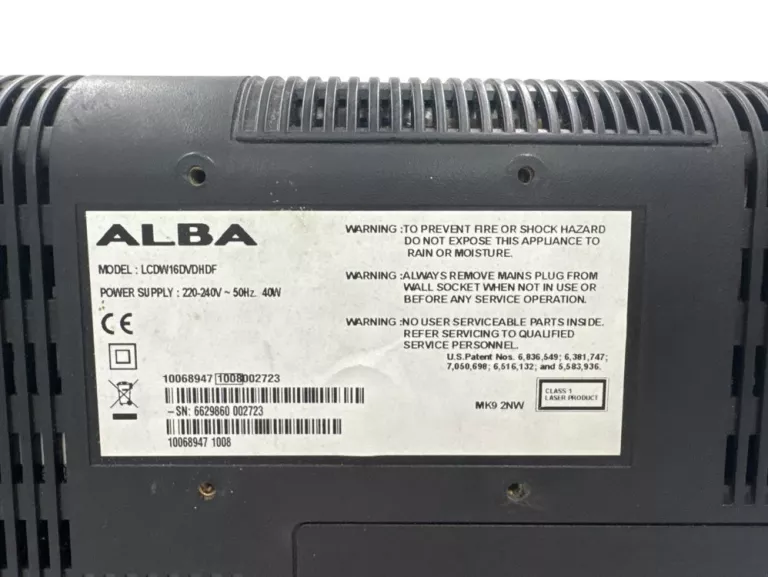 ALBA
MODEL : LCDW16DVDHDF
POWER SUPPLY : 220-240V ~ 50Hz. 40W
CE
10068947 1008002723
-SN: 6629860 002723
10068947 1008
WARNING :TO PREVENT FIRE OR SHOCK HAZARD
DO NOT EXPOSE THIS APPLIANCE TO
RAIN OR MOISTURE.
WARNING :ALWAYS REMOVE MAINS PLUG FROM
WALL SOCKET WHEN NOT IN USE OR
BEFORE ANY SERVICE OPERATION.
WARNING :NO USER SERVICEABLE PARTS INSIDE.
REFER SERVICING TO QUALIFIED
SERVICE PERSONNEL.
U.S.Patent Nos. 6,836,549; 6,381,747;
7,050,698; 6,516,132; and 5,583,936.
MK9 2NW
CLASS 1
LASER PRODUCT